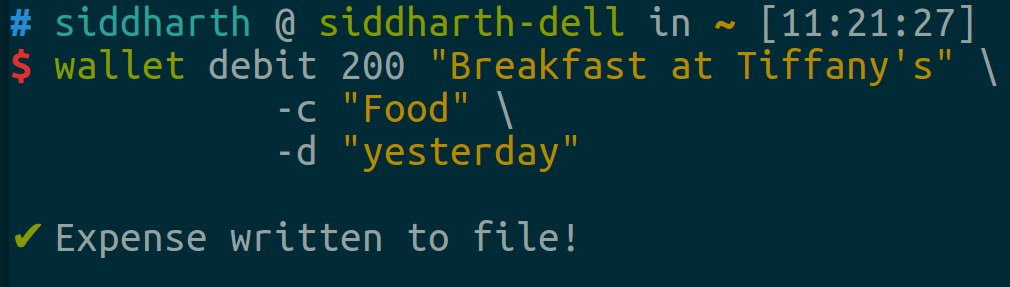 # siddharth @ siddharth-dell in ~ [11:21:27]
$ wallet debit 200 "Breakfast at Tiffany's" \
-c "Food" \
-d "yesterday"
✔ Expense written to file!